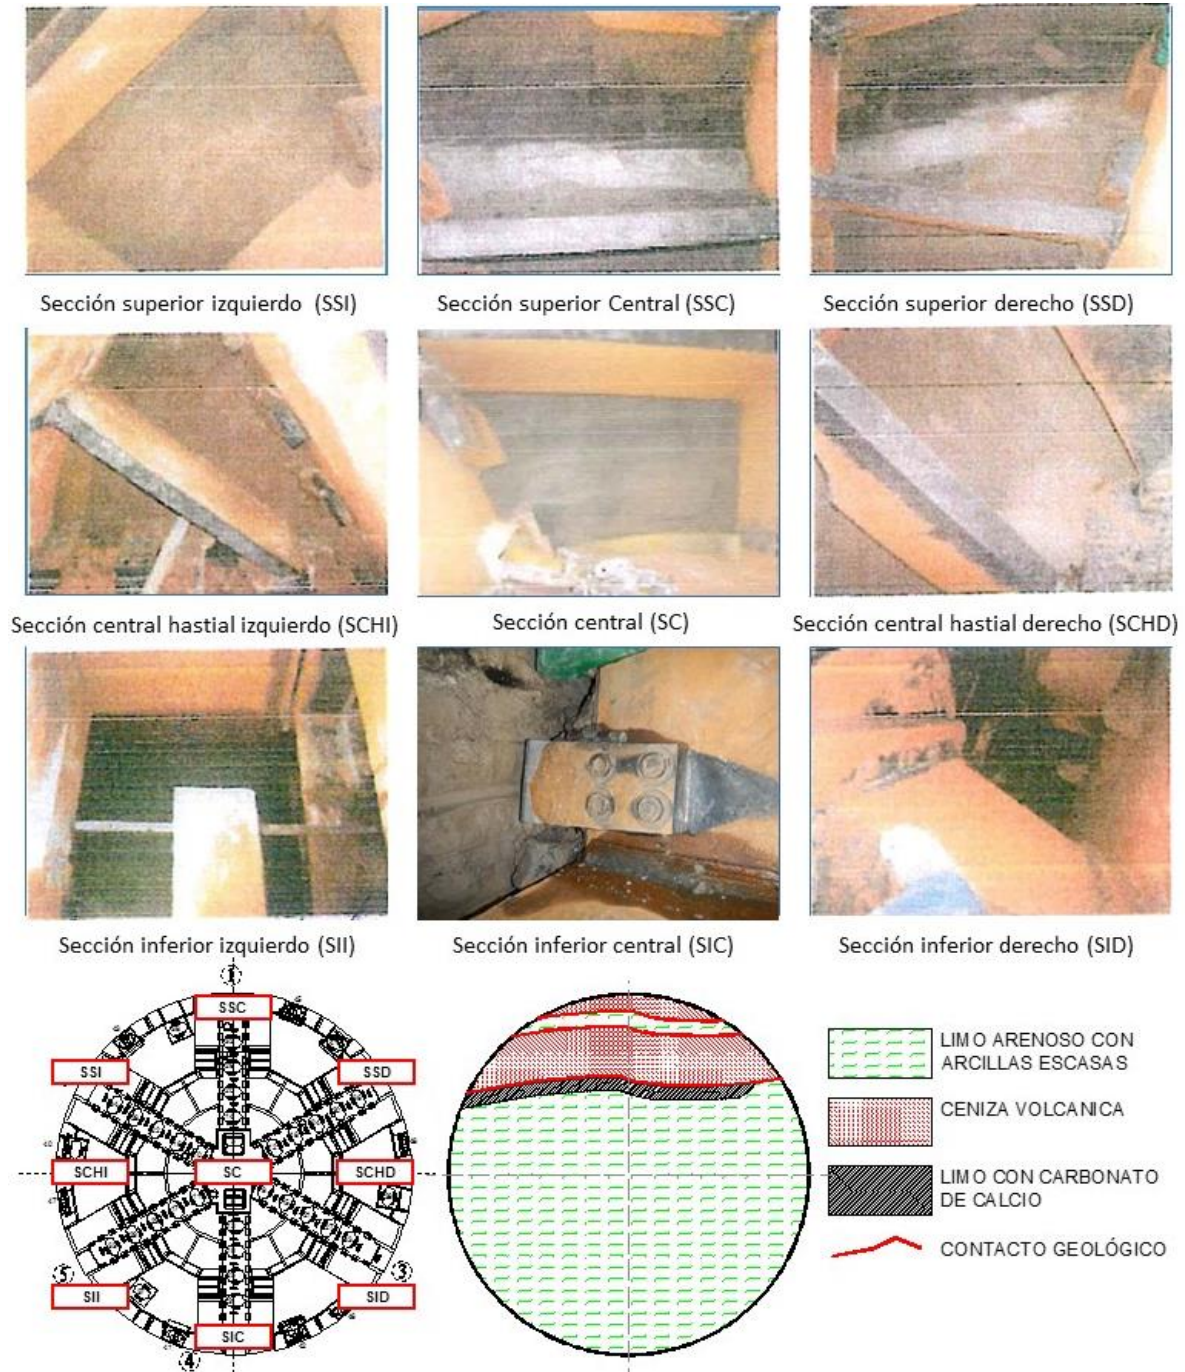 Sección superior izquierdo (SSI)
Sección superior Central (SSC)
Sección superior derecho (SSD)
Sección central hastial izquierdo (SCHI)
Sección central (SC)
Sección central hastial derecho (SCHD)
Sección inferior izquierdo (SII)
Sección inferior central (SIC)
Sección inferior derecho (SID)
1
SSC
SSI
SSD
SCHI
SC
SCHD
5
3
SII
SID
SIC
4
LIMO ARENOSO CON
ARCILLAS ESCASAS
CENIZA VOLCANICA
LIMO CON CARBONATO
DE CALCIO
CONTACTO GEOLÓGICO